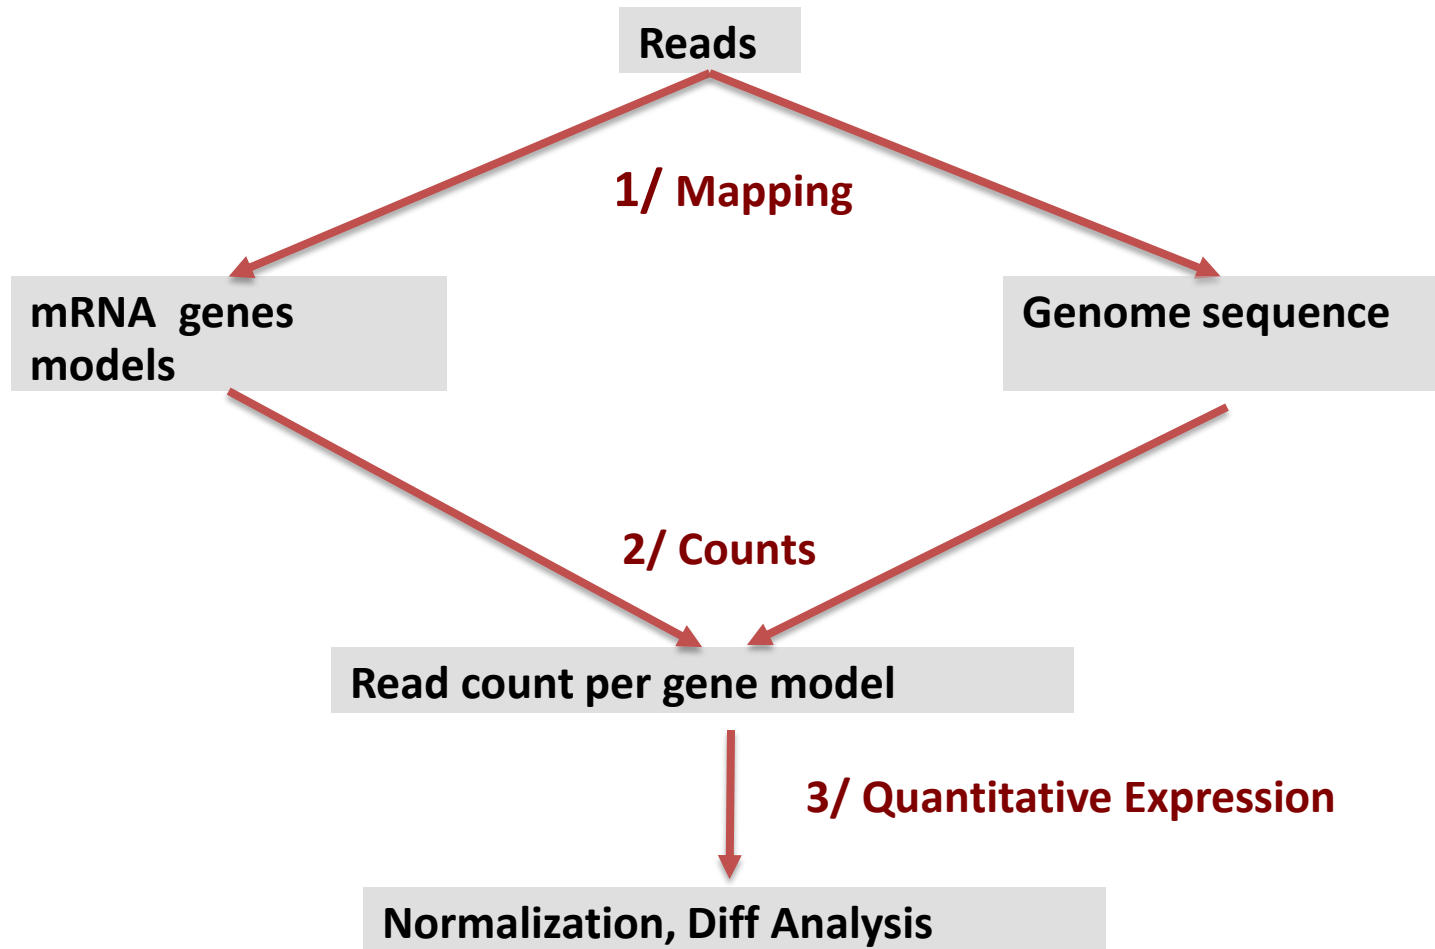 Reads
1/ Mapping
mRNA  genes
models
Genome sequence
2/ Counts
Read count per gene model
3/ Quantitative Expression
Normalization, Diff Analysis